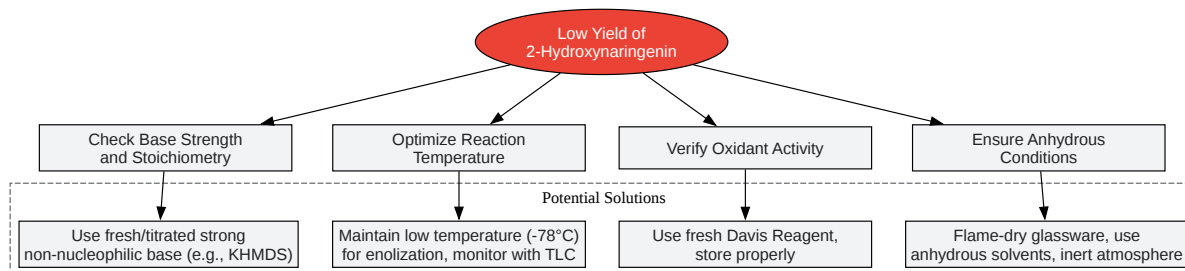 Low Yield of
2-Hydroxynaringenin
Check Base Strength
and Stoichiometry
Optimize Reaction
Temperature
Verify Oxidant Activity
Ensure Anhydrous
Conditions
Potential Solutions
Use fresh/titrated strong
non-nucleophilic base (e.g., KHMDS)
Maintain low temperature (-78°C)
for enolization, monitor with TLC
Use fresh Davis Reagent,
store properly
Flame-dry glassware, use
anhydrous solvents, inert atmosphere